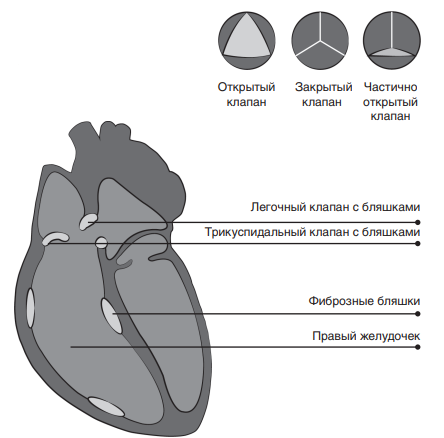 Открытый
клапан
Закрытый
клапан
Частично
открытый
клапан
Легочный клапан с бляшками
Трикуспидальный клапан с бляшками
Фиброзные бляшки
Правый желудочек